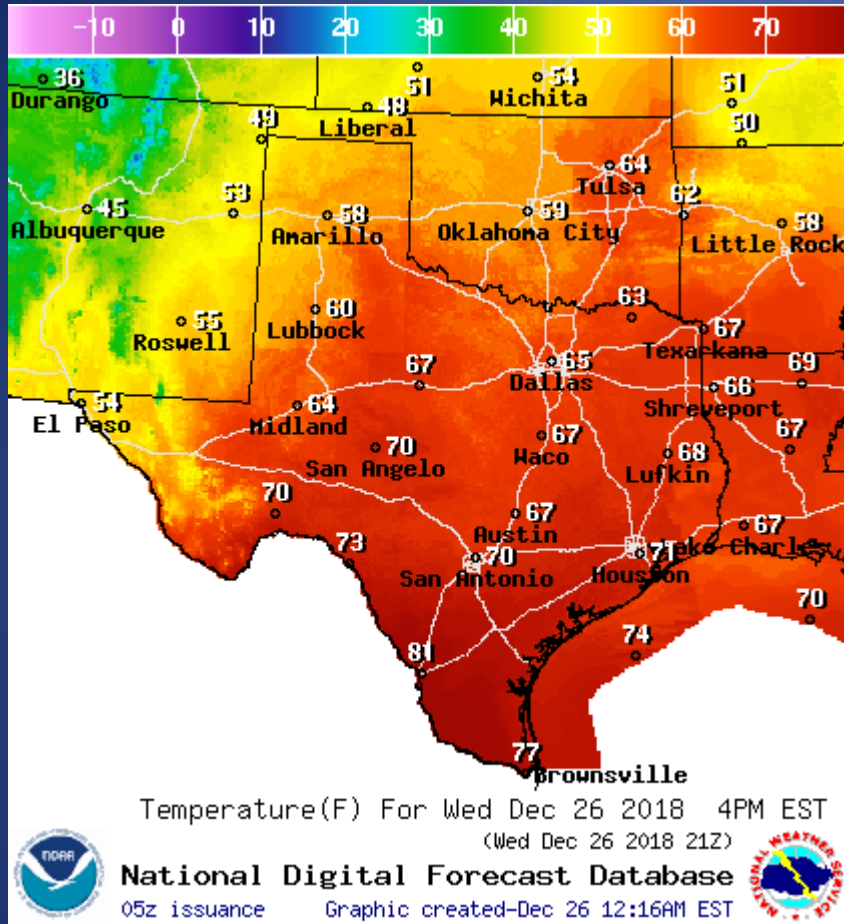 -10 0 10 20 30 40 50 60 70
51
36
54
Wichita
51
Durango
48
49
Liberal
50
64
Tulsa
45
53
58
59
62
58
Albuquerque
Amarillo
Oklahoma City
Little Rock
55
60
63
Roswell
Lubbock
67
Texarkana
67
65
69
Dallas
66
54
64
Shreveport
El Paso
Midland
70
67
68
67
San Angelo
Waco
Lufkin
70
67
67
Austin
73
70
71
Lake Charles
San Antonio
Houston
70
74
81
77
Brownsville
Temperature(F) For Wed Dec 26 2018 4PM EST
(Wed Dec 26 2018 21Z)
National Digital Forecast Database
05z issuance Graphic created-Dec 26 12:16AM EST
NOAA
NATIONAL WEATHER SERVICE